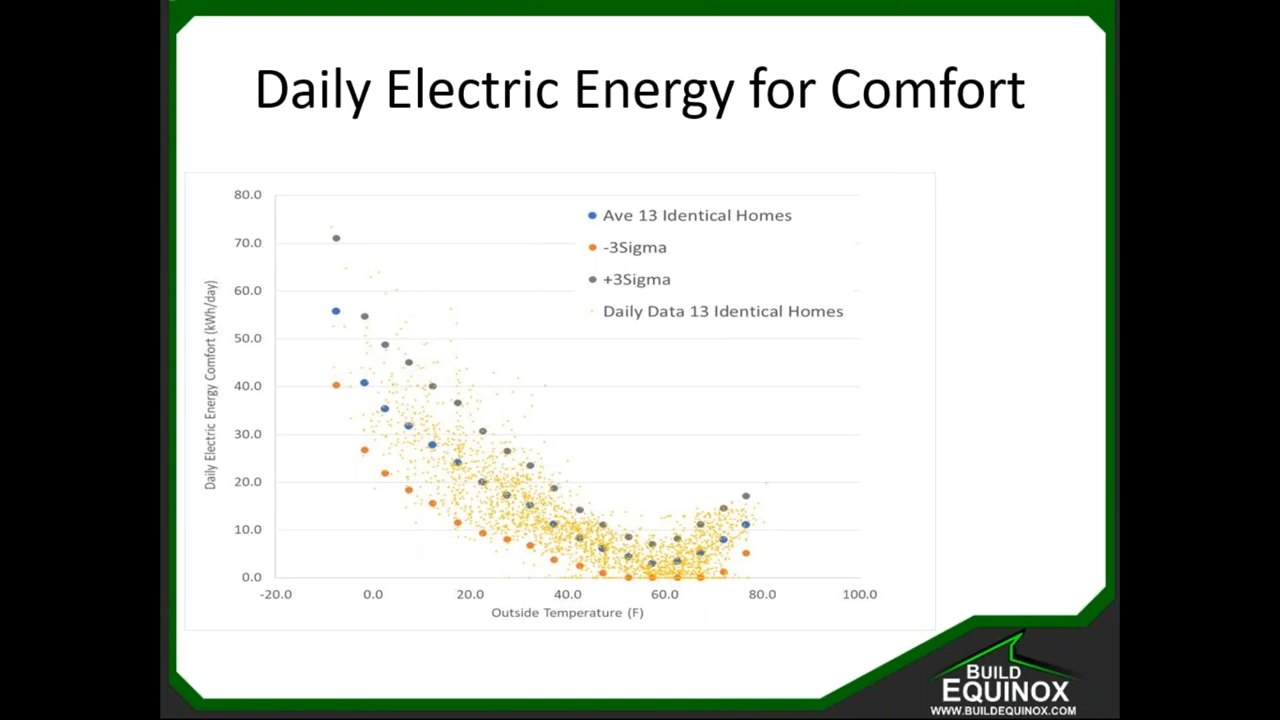 Daily Electric Energy for Comfort
80.0
70.0
60.0
50.0
40.0
30.0
20.0
10.0
0.0
Daily Electric Energy Comfort (kWh/day)
Ave 13 Identical Homes
-3Sigma
+3Sigma
Daily Data 13 Identical Homes
-20.0 0.0 20.0 40.0 60.0 80.0 100.0
Outside Temperature (F)
BUILD
EQUINOX
WWW.BUILDEQUINOX.COM